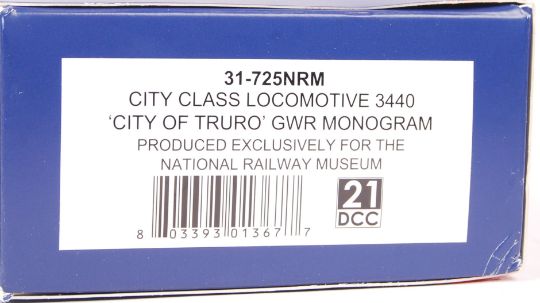 31-725NRM
CITY CLASS LOCOMOTIVE 3440
‘CITY OF TRURO’ GWR MONOGRAM
PRODUCED EXCLUSIVELY FOR THE
NATIONAL RAILWAY MUSEUM
21
DCC
8 03393 01367 7